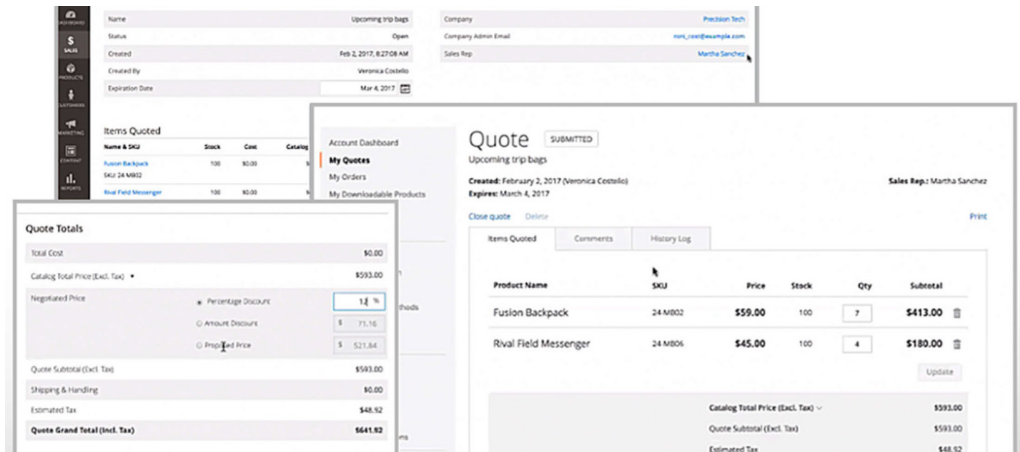 DASHBOARD
Name Upcoming trip bags
Company Precision Tech
$
SALES
Status Open
Company Admin Email
Created Feb 2, 2017, 8:27:08 AM
Sales Rep Martha Sanchez
PRODUCTS
Created By Veronica Costello
Expiration Date Mar 4, 2017
CUSTOMERS
MARKETING
Items Quoted
Name & SKU Stock Cost Catalog
CONTENT
Fusion Backpack 100 $0.00 $
SKU: 24-MB02
REPORTS
Rival Field Messenger 100 $0.00 $
Account Dashboard
My Quotes
My Orders
My Downloadable Products
thods
Quote SUBMITTED
Upcoming trip bags
Created: February 2, 2017 (Veronica Costello)
Sales Rep.: Martha Sanchez
Expires: March 4, 2017
Close quote Delete Print
Items Quoted Comments History Log
Product Name SKU Price Stock Qty Subtotal
Fusion Backpack 24-MB02 $59.00 100 7 $413.00
Rival Field Messenger 24-MB06 $45.00 100 4 $180.00
Update
Catalog Total Price (Excl. Tax) $593.00
Quote Subtotal (Excl. Tax) $593.00
Estimated Tax $48.92
Quote Totals
Total Cost $0.00
Catalog Total Price (Excl. Tax) $593.00
Negotiated Price Percentage Discount 12 %
Amount Discount $ 71.16
Proposed Price $ 521.84
Quote Subtotal (Excl. Tax) $593.00
Shipping & Handling $0.00
Estimated Tax $48.92
Quote Grand Total (Incl. Tax) $641.92